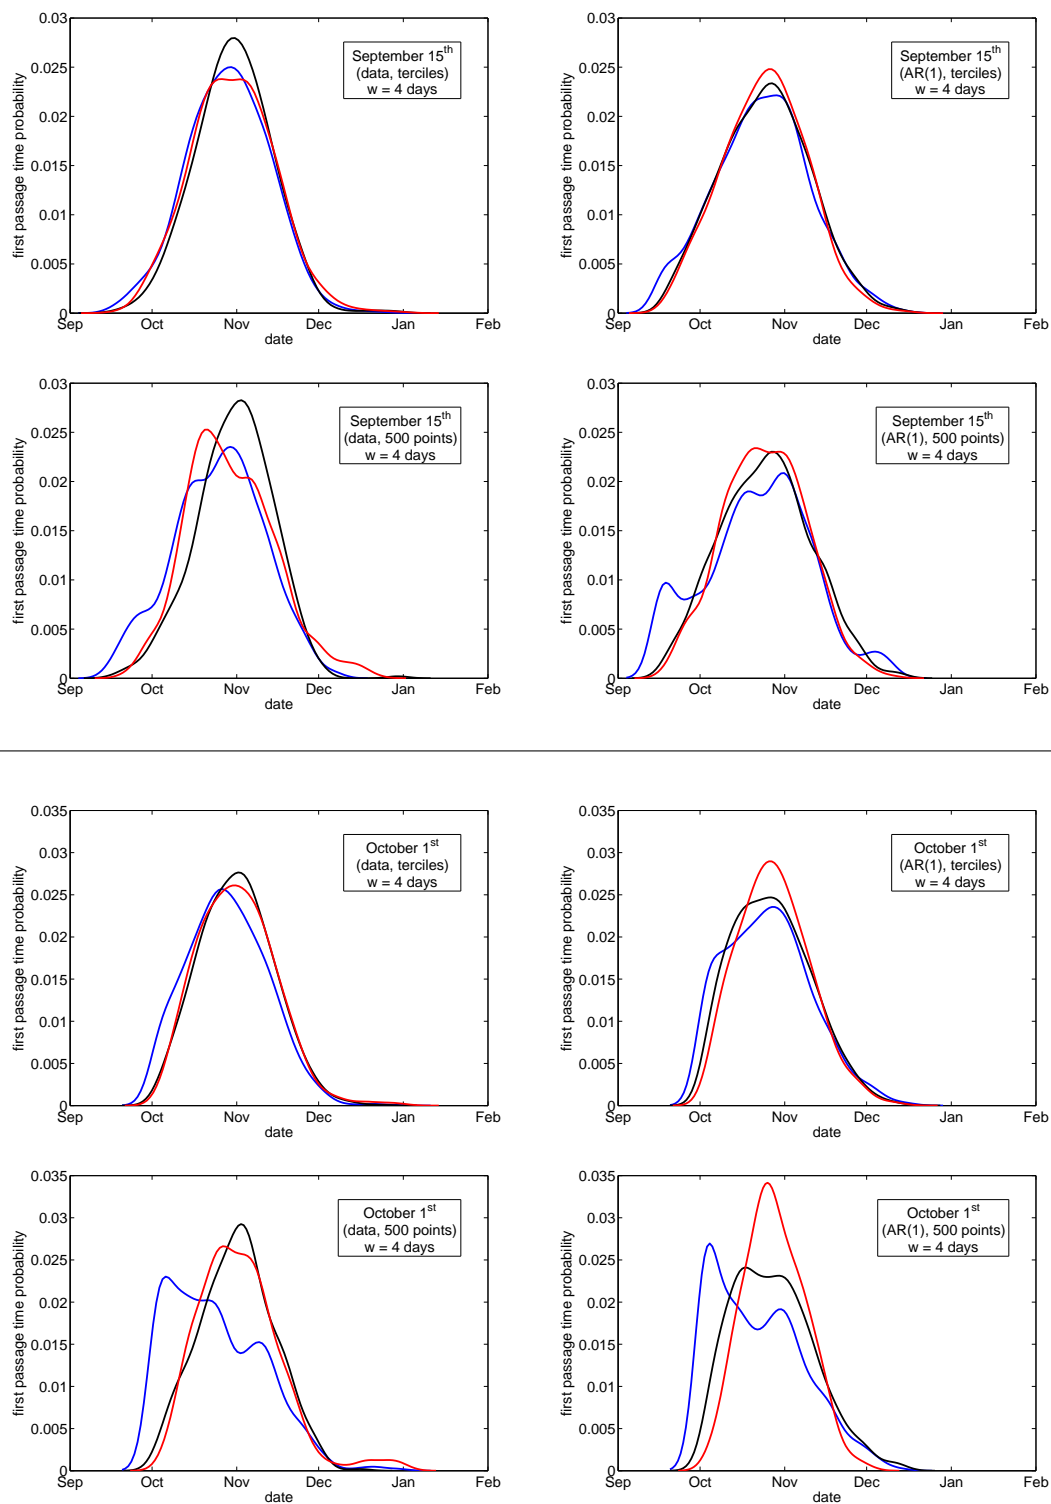 0.03
0.025
0.02
0.015
0.01
0.005
0
Sep Oct Nov Dec Jan Feb
date
first passage time probability
September 15th
(data, terciles)
w = 4 days
0.03
0.025
0.02
0.015
0.01
0.005
0
Sep Oct Nov Dec Jan Feb
date
first passage time probability
September 15th
(AR(1), terciles)
w = 4 days
0.03
0.025
0.02
0.015
0.01
0.005
0
Sep Oct Nov Dec Jan Feb
date
first passage time probability
September 15th
(data, 500 points)
w = 4 days
0.03
0.025
0.02
0.015
0.01
0.005
0
Sep Oct Nov Dec Jan Feb
date
first passage time probability
September 15th
(AR(1), 500 points)
w = 4 days
0.035
0.03
0.025
0.02
0.015
0.01
0.005
0
Sep Oct Nov Dec Jan Feb
date
first passage time probability
October 1st
(data, terciles)
w = 4 days
0.035
0.03
0.025
0.02
0.015
0.01
0.005
0
Sep Oct Nov Dec Jan Feb
date
first passage time probability
October 1st
(AR(1), terciles)
w = 4 days
0.035
0.03
0.025
0.02
0.015
0.01
0.005
0
Sep Oct Nov Dec Jan Feb
date
first passage time probability
October 1st
(data, 500 points)
w = 4 days
0.035
0.03
0.025
0.02
0.015
0.01
0.005
0
Sep Oct Nov Dec Jan Feb
date
first passage time probability
October 1st
(AR(1), 500 points)
w = 4 days